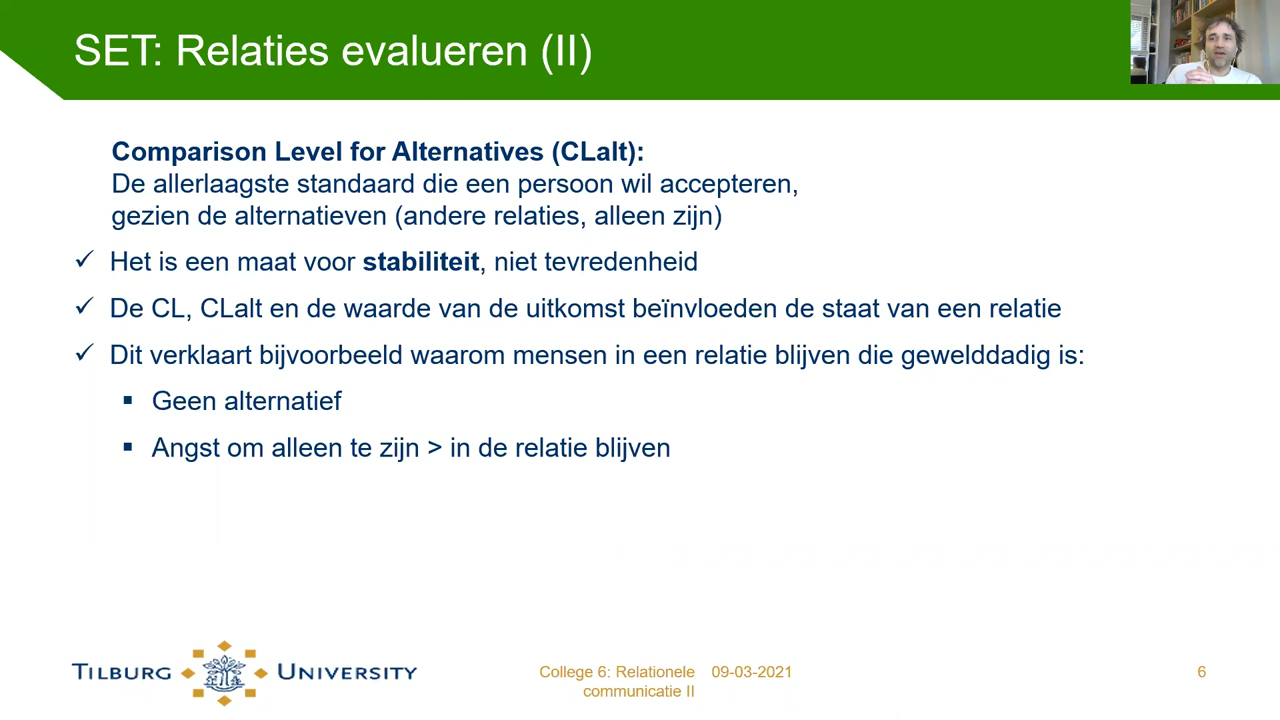 SET: Relaties evalueren (II)
Comparison Level for Alternatives (CLalt):
De allerlaagste standaard die een persoon wil accepteren,
gezien de alternatieven (andere relaties, alleen zijn)
✓ Het is een maat voor stabiliteit, niet tevredenheid
✓ De CL, CLalt en de waarde van de uitkomst beïnvloeden de staat van een relatie
✓ Dit verklaart bijvoorbeeld waarom mensen in een relatie blijven die gewelddadig is:
▪ Geen alternatief
▪ Angst om alleen te zijn > in de relatie blijven
TILBURG UNIVERSITY
College 6: Relationele communicatie II
09-03-2021
6